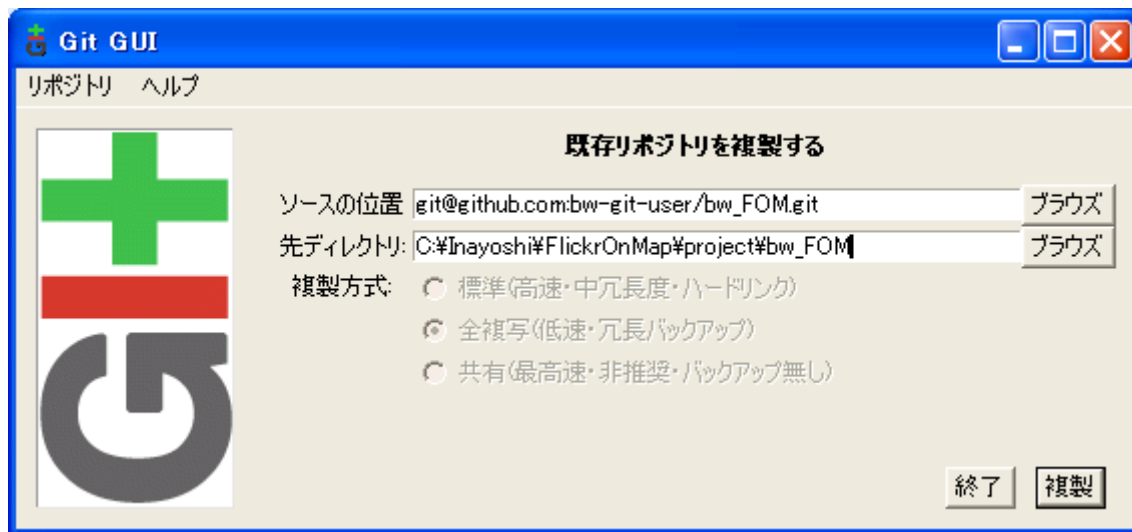 Git GUI
リポジトリ ヘルプ
既存リポジトリを複製する
ソースの位置 git@github.com:bw-git-user/bw_FOM.git ブラウズ
先ディレクトリ: C:¥Inayoshi¥FlickrOnMap¥project¥bw_FOM ブラウズ
複製方式: 標準(高速・中冗長度・ハードリンク)
全複写(低速・冗長バックアップ)
共有(最高速・非推奨・バックアップ無し)
終了 複製
git